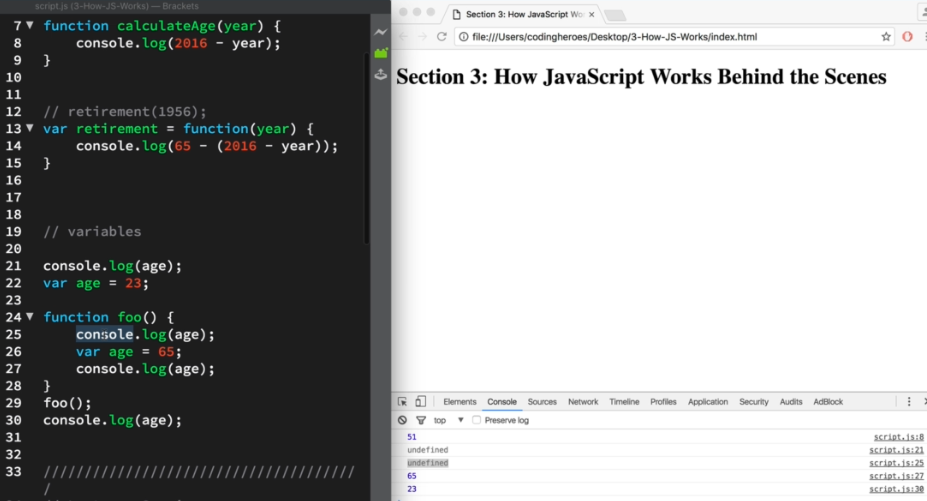 script.js (3-How-JS-Works) — Brackets
7 function calculateAge(year) {
8 console.log(2016 - year);
9 }
10
11
12 // retirement(1956);
13 var retirement = function(year) {
14 console.log(65 - (2016 - year));
15 }
16
17
18
19 // variables
20
21 console.log(age);
22 var age = 23;
23
24 function foo() {
25 console.log(age);
26 var age = 65;
27 console.log(age);
28 }
29 foo();
30 console.log(age);
31
32
33 //////////////////////////////////////
/
Section 3: How JavaScript Wor
file:///Users/codingheroes/Desktop/3-How-JS-Works/index.html
Section 3: How JavaScript Works Behind the Scenes
Elements Console Sources Network Timeline Profiles Application Security Audits AdBlock
top Preserve log
51 script.js:8
undefined script.js:21
undefined script.js:25
65 script.js:27
23 script.js:30